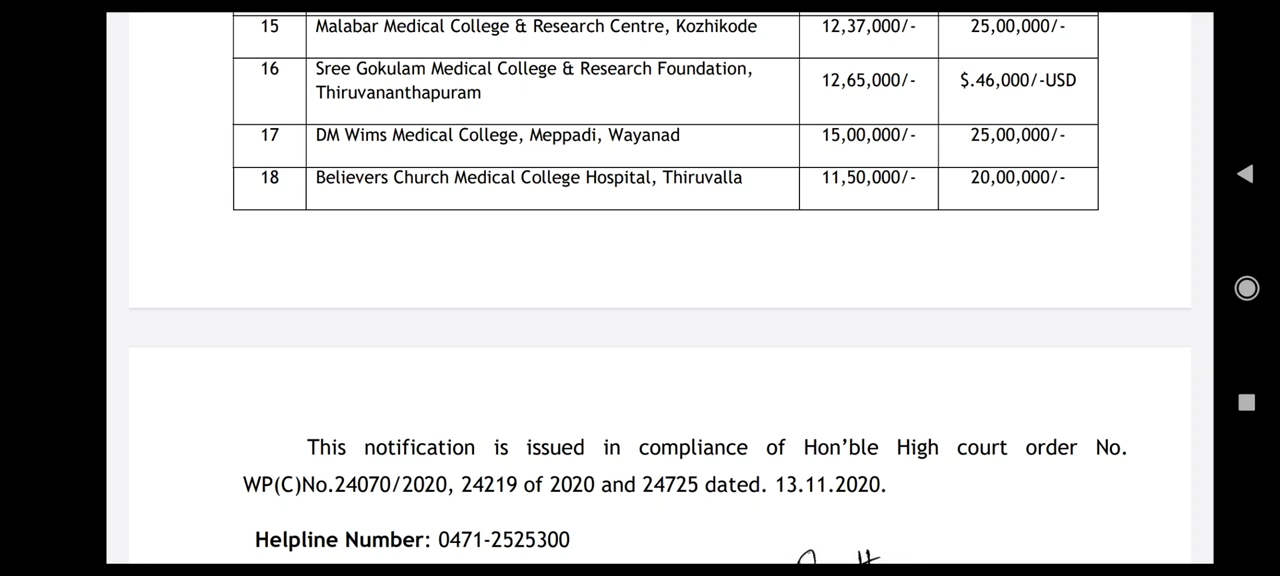 15 Malabar Medical College & Research Centre, Kozhikode 12,37,000/- 25,00,000/-
16 Sree Gokulam Medical College & Research Foundation, Thiruvananthapuram 12,65,000/- $.46,000/-USD
17 DM Wims Medical College, Meppadi, Wayanad 15,00,000/- 25,00,000/-
18 Believers Church Medical College Hospital, Thiruvalla 11,50,000/- 20,00,000/-
This notification is issued in compliance of Hon’ble High court order No.
WP(C)No.24070/2020, 24219 of 2020 and 24725 dated. 13.11.2020.
Helpline Number: 0471-2525300